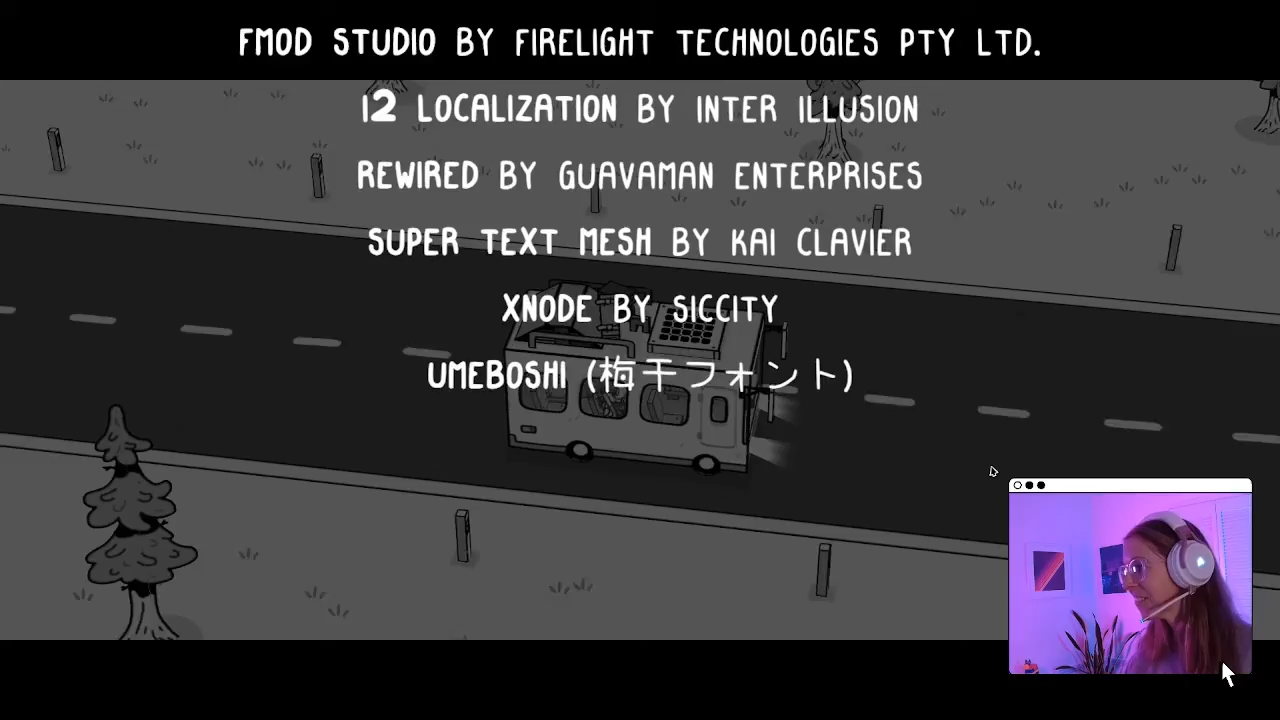 FMOD STUDIO BY FIRELIGHT TECHNOLOGIES PTY LTD.
I2 LOCALIZATION BY INTER ILLUSION
REWIRED BY GUAVAMAN ENTERPRISES
SUPER TEXT MESH BY KAI CLAVIER
XNODE BY SICCITY
UMEBOSHI (梅干フォント)